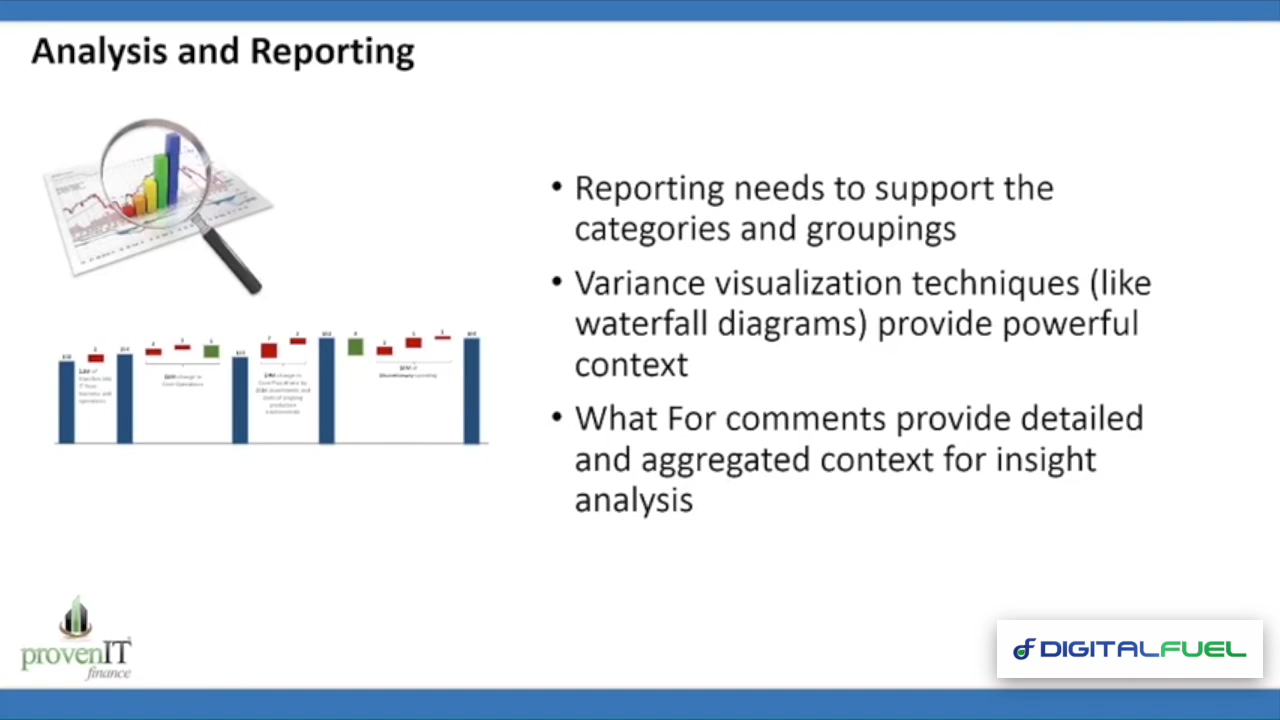 Analysis and Reporting
• Reporting needs to support the
categories and groupings
• Variance visualization techniques (like
waterfall diagrams) provide powerful
context
• What For comments provide detailed
and aggregated context for insight
analysis
provenIT
finance
DIGITALFUEL